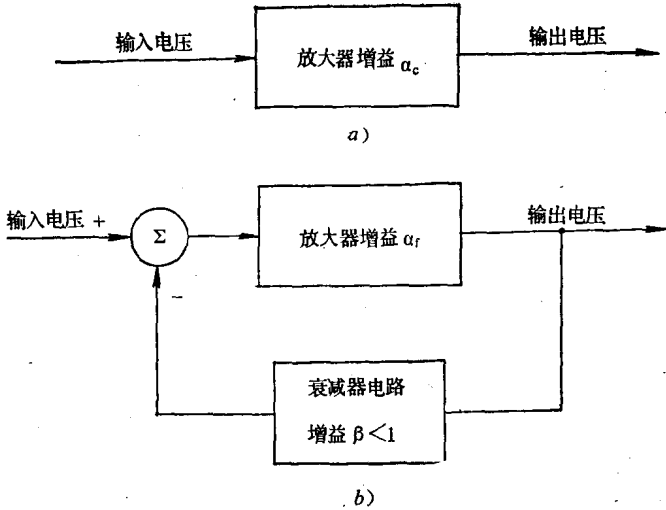 输入电压
放大器增益 αc
输出电压
a)
输入电压 +
Σ
放大器增益 αf
输出电压
−
衰减器电路
增益 β<1
b)